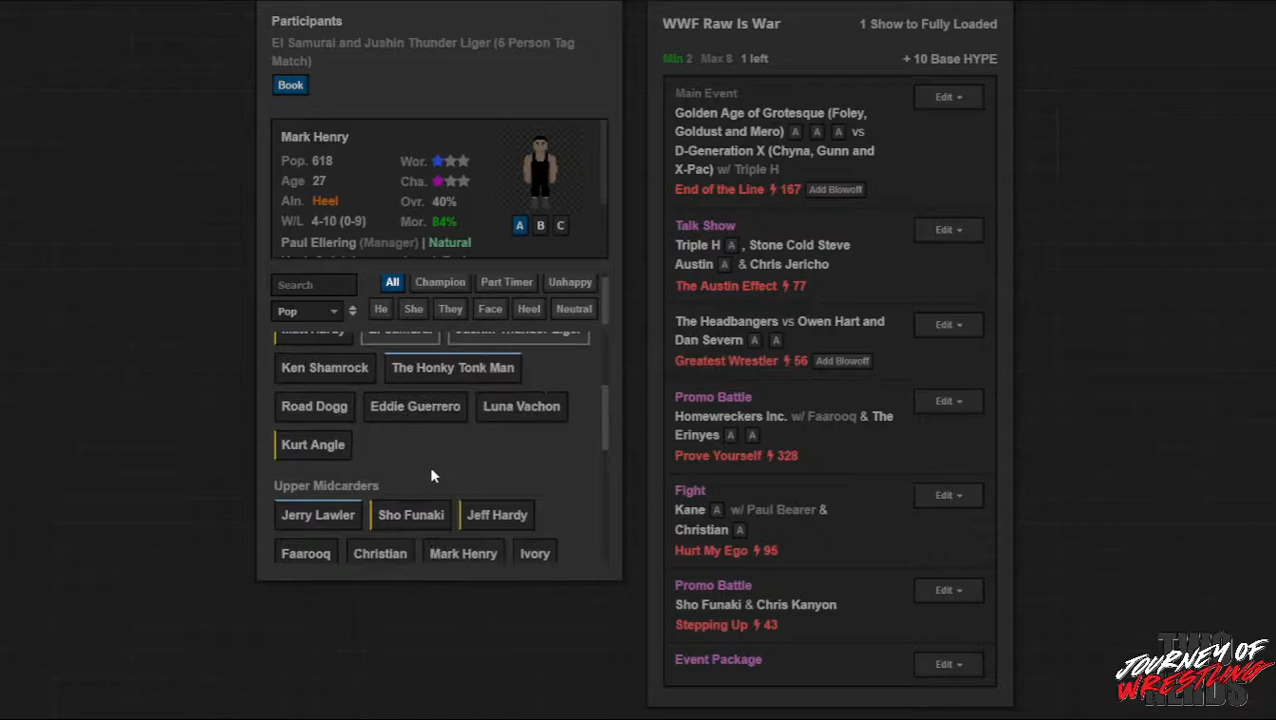 Participants
El Samurai and Jushin Thunder Liger (6 Person Tag
Match)
Book
Mark Henry
Pop. 618
Wor.
Age 27
Cha.
Aln. Heel
Ovr. 40%
W/L 4-10 (0-9)
Mor. 84%
A B C
Paul Ellering (Manager) | Natural
Search
All Champion Part Timer Unhappy
Pop
He She They Face Heel Neutral
Matt Hardy El Samurai Jushin Thunder Liger
Ken Shamrock The Honky Tonk Man
Road Dogg Eddie Guerrero Luna Vachon
Kurt Angle
Upper Midcarders
Jerry Lawler Sho Funaki Jeff Hardy
Faarooq Christian Mark Henry Ivory
WWF Raw Is War 1 Show to Fully Loaded
Min 2 Max 8 1 left + 10 Base HYPE
Main Event Edit
Golden Age of Grotesque (Foley,
Goldust and Mero) A A A vs
D-Generation X (Chyna, Gunn and
X-Pac) w/ Triple H
End of the Line 167 Add Blowoff
Talk Show Edit
Triple H A , Stone Cold Steve
Austin A & Chris Jericho
The Austin Effect 77
The Headbangers vs Owen Hart and Edit
Dan Severn A A
Greatest Wrestler 56 Add Blowoff
Promo Battle Edit
Homewreckers Inc. w/ Faarooq & The
Erinyes A A
Prove Yourself 328
Fight Edit
Kane A w/ Paul Bearer &
Christian A
Hurt My Ego 95
Promo Battle Edit
Sho Funaki & Chris Kanyon
Stepping Up 43
Event Package Edit
JOURNEY OF
WRESTLING